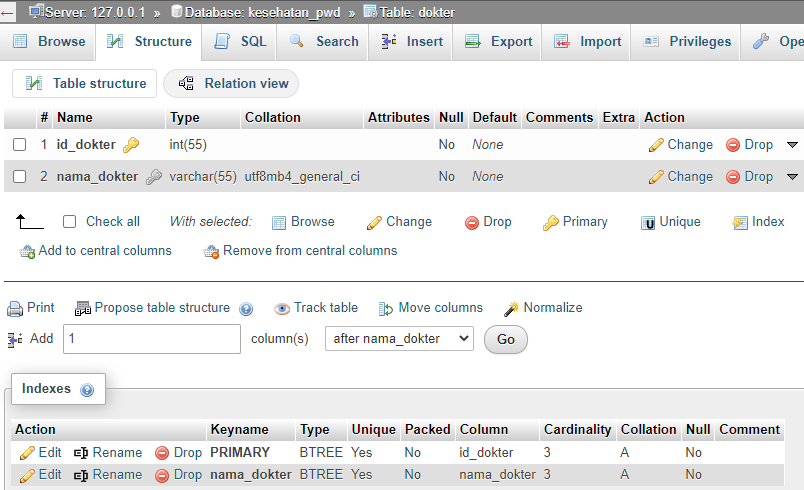 Server: 127.0.0.1 » Database: kesehatan_pwd » Table: dokter
Browse Structure SQL Search Insert Export Import Privileges Ope
Table structure Relation view
# Name Type Collation Attributes Null Default Comments Extra Action
1 id_dokter int(55) No None Change Drop
2 nama_dokter varchar(55) utf8mb4_general_ci No None Change Drop
Check all With selected: Browse Change Drop Primary Unique Index
Add to central columns Remove from central columns
Print Propose table structure Track table Move columns Normalize
Add 1 column(s) after nama_dokter Go
Indexes
Action Keyname Type Unique Packed Column Cardinality Collation Null Comment
Edit Rename Drop PRIMARY BTREE Yes No id_dokter 3 A No
Edit Rename Drop nama_dokter BTREE Yes No nama_dokter 3 A No